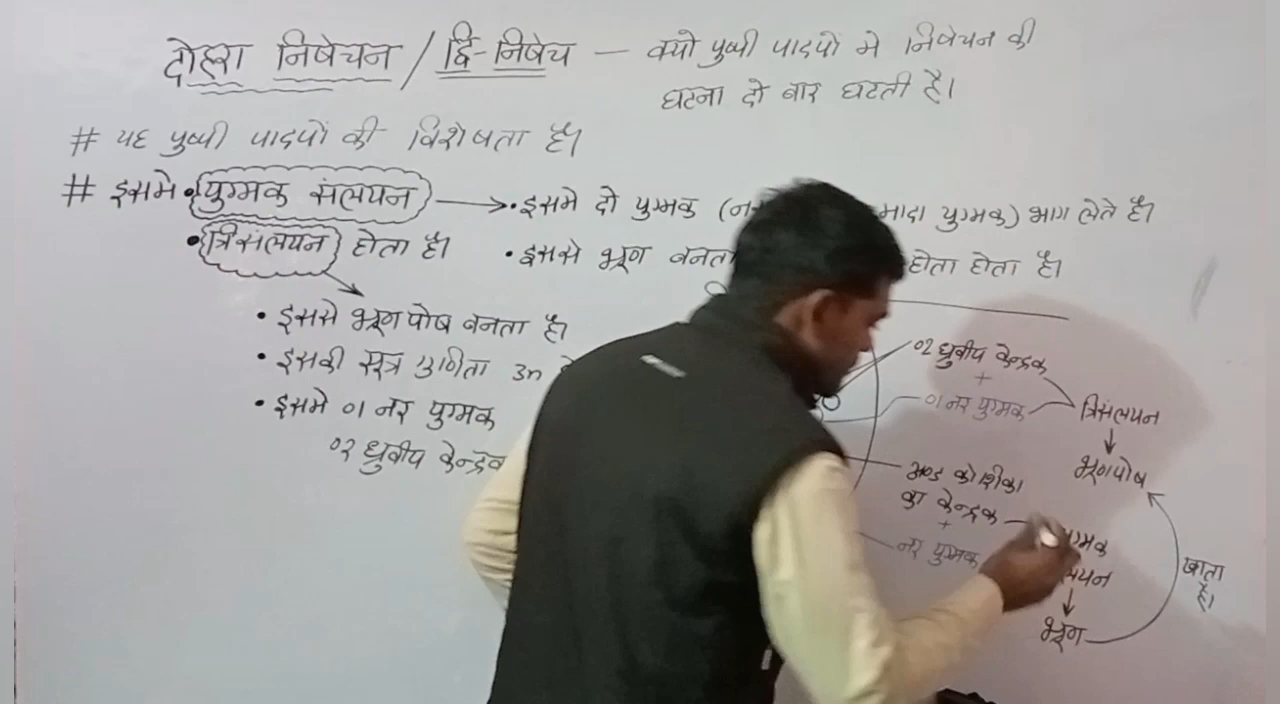 दोहरा निषेचन / द्वि-निषेच — क्यो पुष्पी पादपो मे निषेचन की
घटना दो बार घटती है।
# यह पुष्पी पादपो की विशेषता है।
# इसमे • युग्मक संलयन → • इसमे दो युग्मक ( मादा युग्मक) भाग लेते है।
• त्रिसंलयन होता है। • इससे भ्रूण बनता होता होता है।
• इससे भ्रूणपोष बनता है।
• इसकी सूत्र गुणिता 3n
• इसमे 01 नर युग्मक
02 ध्रुवीय केन्द्रक
02 ध्रुवीय केन्द्रक
+
01 नर युग्मक
त्रिसंलयन
भ्रूणपोष
अण्ड कोशिका
का केन्द्रक
+
नर युग्मक
भ्रूण
खाता
है।